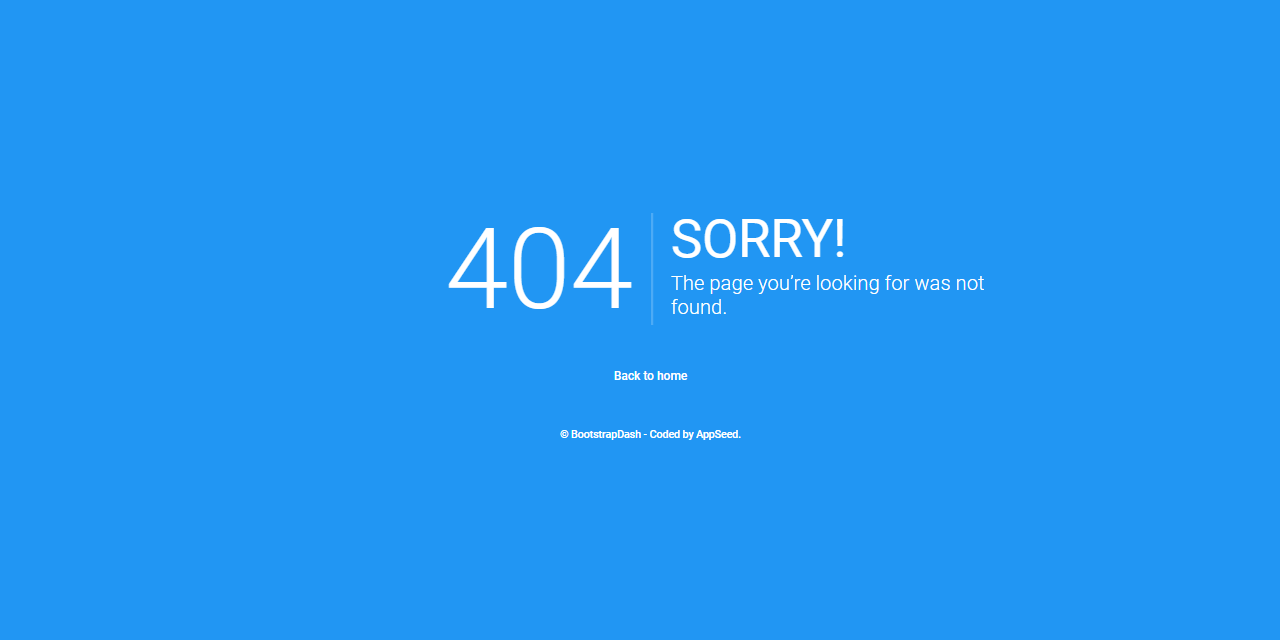 404
SORRY!
The page you’re looking for was not
found.
Back to home
© BootstrapDash - Coded by AppSeed.